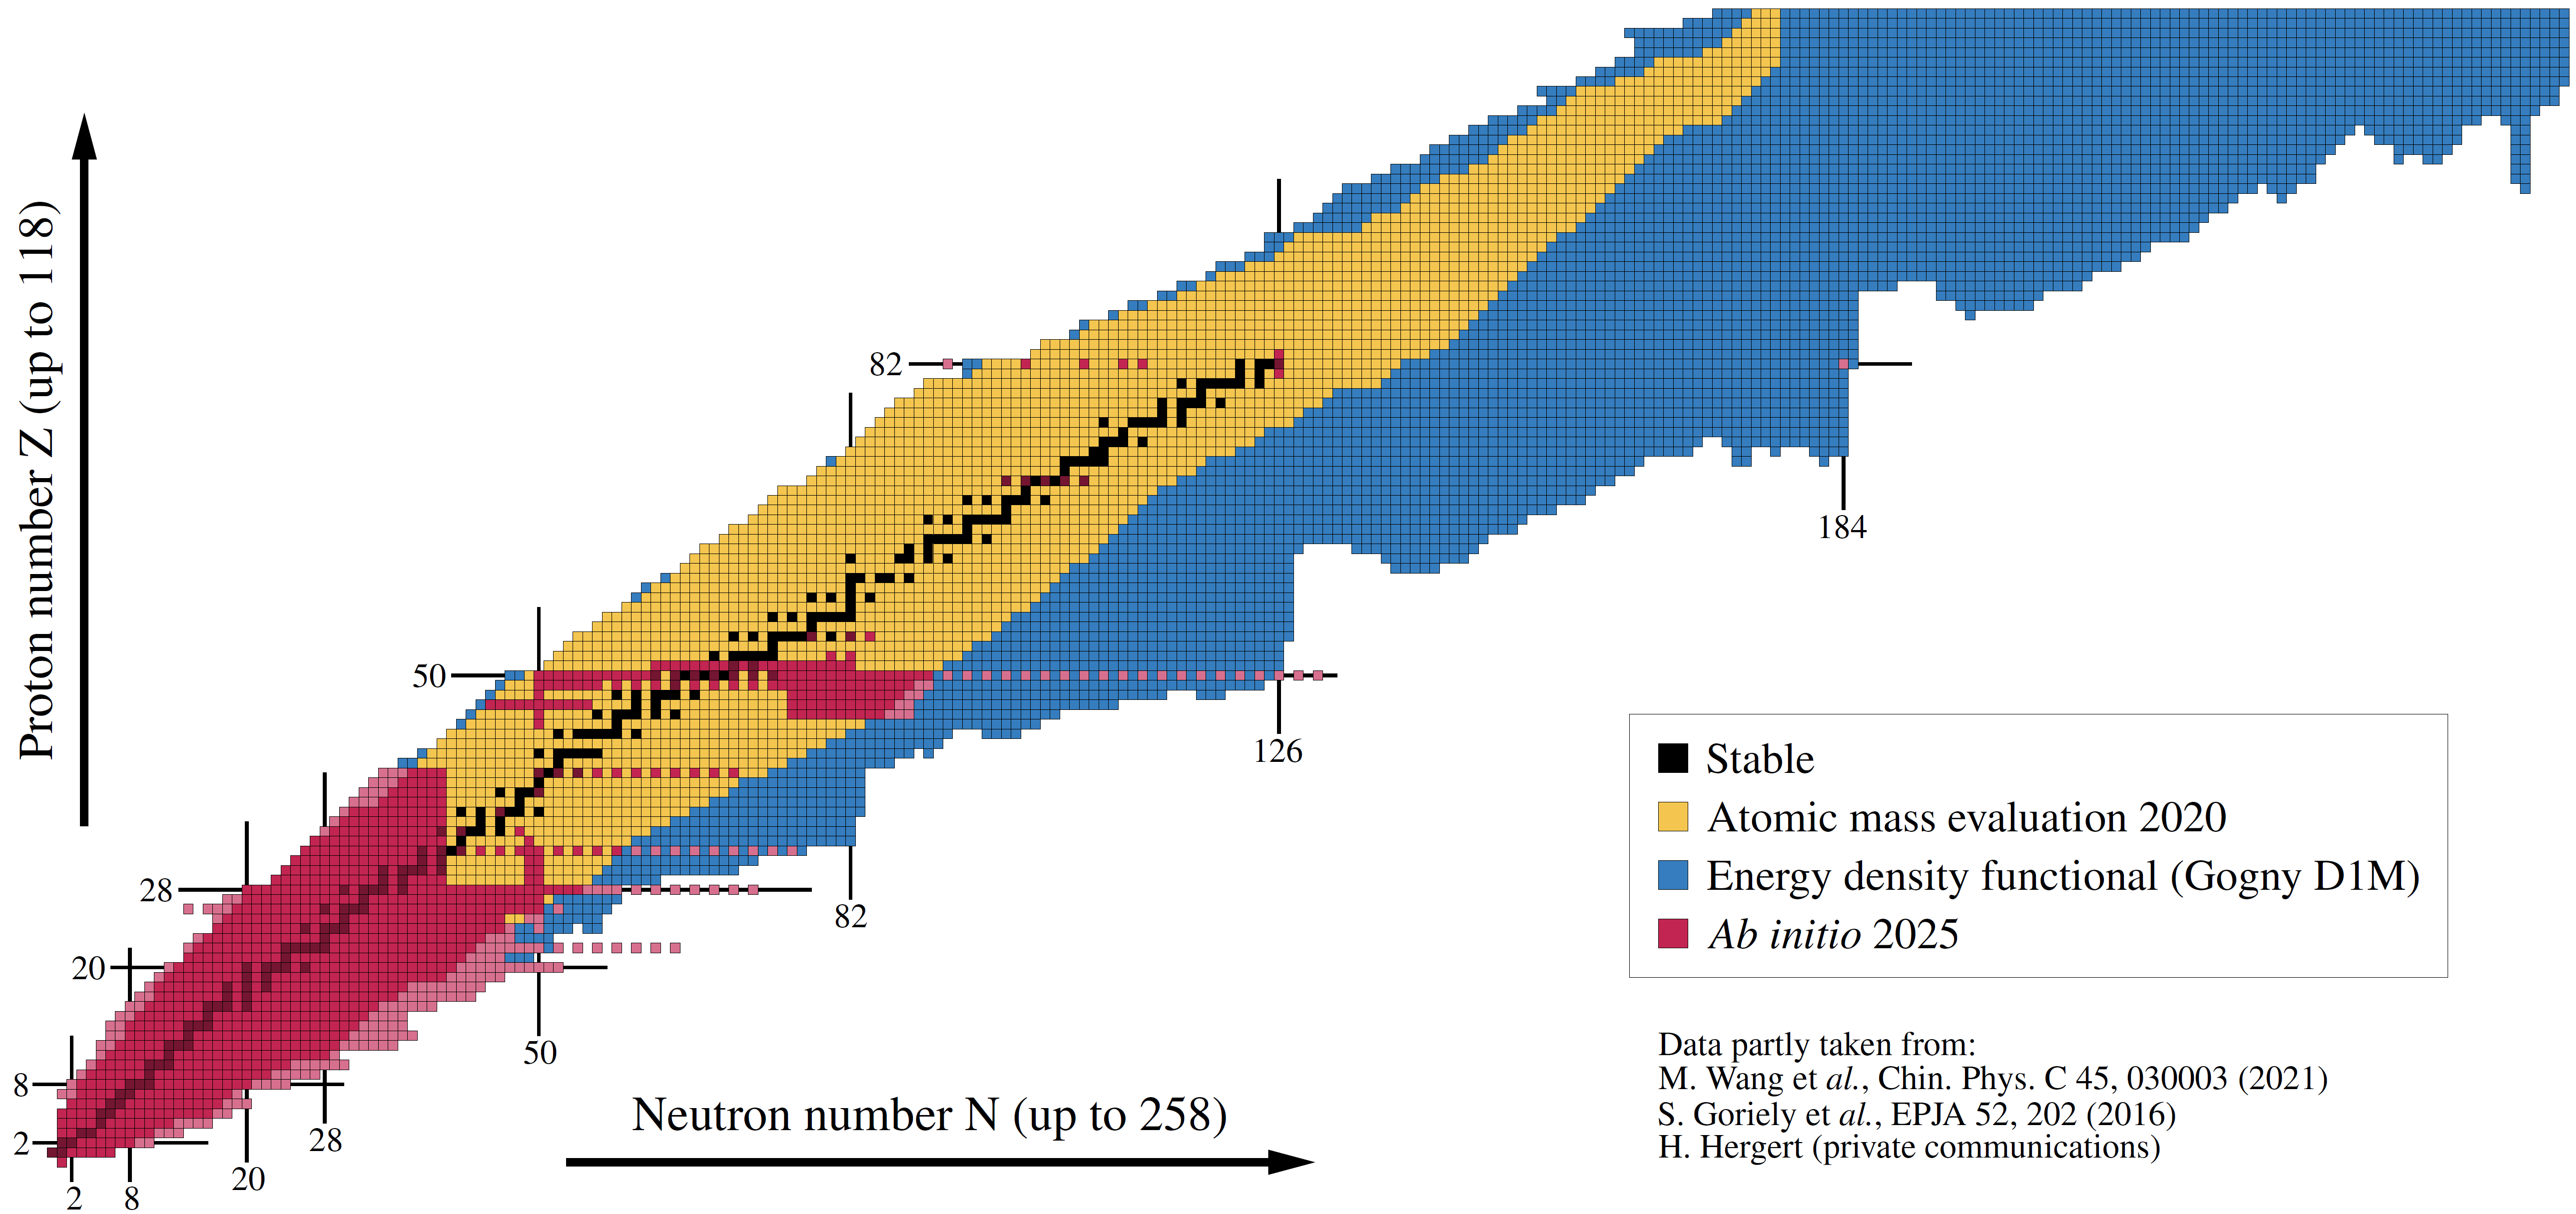 Proton number Z (up to 118)
82
50
28
20
8
2
2
8
20
28
50
82
126
184
Neutron number N (up to 258)
Stable
Atomic mass evaluation 2020
Energy density functional (Gogny D1M)
Ab initio 2025
Data partly taken from:
M. Wang et al., Chin. Phys. C 45, 030003 (2021)
S. Goriely et al., EPJA 52, 202 (2016)
H. Hergert (private communications)